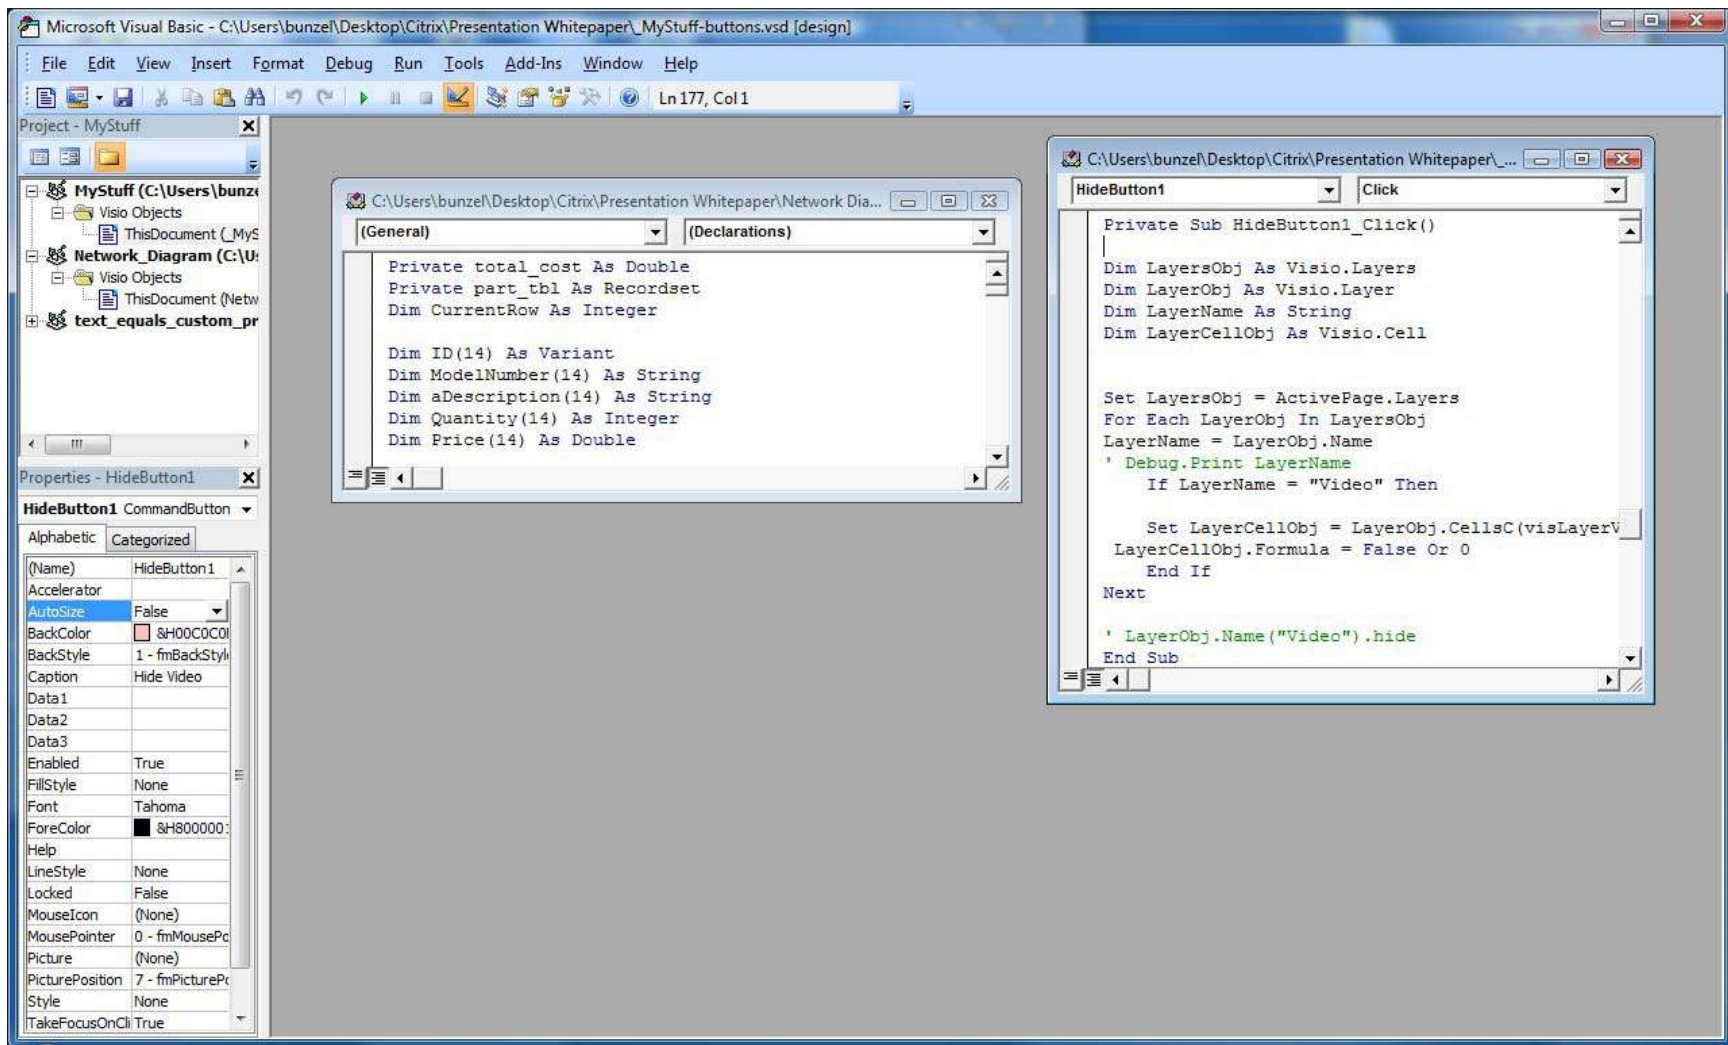 Microsoft Visual Basic - C:\Users\bunzel\Desktop\Citrix\Presentation Whitepaper\_MyStuff-buttons.vsd [design]
File Edit View Insert Format Debug Run Tools Add-Ins Window Help
Ln 177, Col 1
Project - MyStuff
MyStuff (C:\Users\bunze
Visio Objects
ThisDocument (_MyS
Network_Diagram (C:\U
Visio Objects
ThisDocument (Netw
text_equals_custom_pr
Properties - HideButton1
HideButton1 CommandButton
Alphabetic Categorized
(Name) HideButton1
Accelerator
AutoSize False
BackColor &H00C0C0
BackStyle 1 - fmBackStyl
Caption Hide Video
Data1
Data2
Data3
Enabled True
FillStyle None
Font Tahoma
ForeColor &H800000
Help
LineStyle None
Locked False
MouseIcon (None)
MousePointer 0 - fmMousePo
Picture (None)
PicturePosition 7 - fmPicturePo
Style None
TakeFocusOnCli True
C:\Users\bunzel\Desktop\Citrix\Presentation Whitepaper\Network Dia...
(General) (Declarations)
Private total_cost As Double
Private part_tbl As Recordset
Dim CurrentRow As Integer
Dim ID(14) As Variant
Dim ModelNumber(14) As String
Dim aDescription(14) As String
Dim Quantity(14) As Integer
Dim Price(14) As Double
C:\Users\bunzel\Desktop\Citrix\Presentation Whitepaper\_...
HideButton1 Click
Private Sub HideButton1_Click()
Dim LayersObj As Visio.Layers
Dim LayerObj As Visio.Layer
Dim LayerName As String
Dim LayerCellObj As Visio.Cell
Set LayersObj = ActivePage.Layers
For Each LayerObj In LayersObj
LayerName = LayerObj.Name
' Debug.Print LayerName
If LayerName = "Video" Then
Set LayerCellObj = LayerObj.CellsC(visLayerV
LayerCellObj.Formula = False Or 0
End If
Next
' LayerObj.Name("Video").hide
End Sub